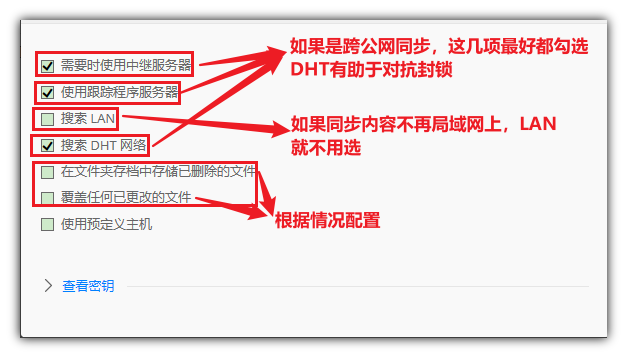 需要时使用中继服务器
使用跟踪程序服务器
搜索 LAN
搜索 DHT 网络
在文件夹存档中存储已删除的文件
覆盖任何已更改的文件
使用预定义主机
查看密钥
如果是跨公网同步，这几项最好都勾选
DHT有助于对抗封锁
如果同步内容不再局域网上，LAN
就不用选
根据情况配置